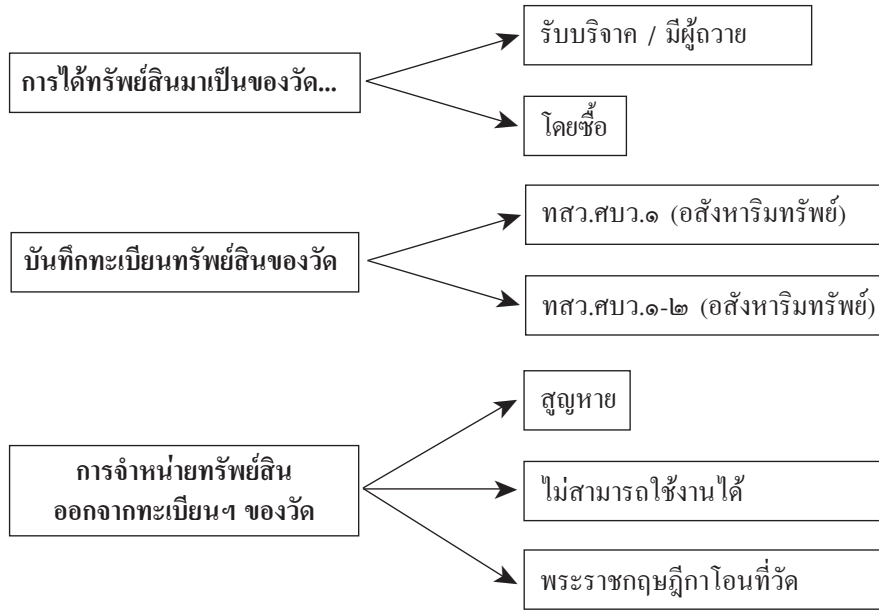 การได้ทรัพย์สินมาเป็นของวัด...
รับบริจาค / มีผู้ถวาย
โดยซื้อ
บันทึกทะเบียนทรัพย์สินของวัด
ทสว.ศบว.๑ (อสังหาริมทรัพย์)
ทสว.ศบว.๑-๒ (อสังหาริมทรัพย์)
การจำหน่ายทรัพย์สิน
ออกจากทะเบียนฯ ของวัด
สูญหาย
ไม่สามารถใช้งานได้
พระราชกฤษฎีกาโอนที่วัด